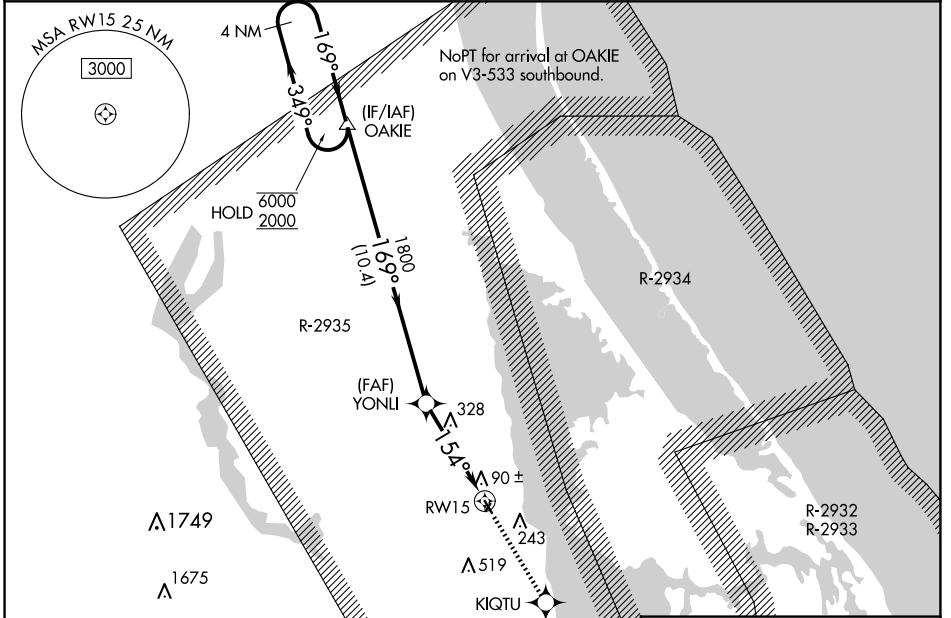 MSA RW15 25 NM
3000
4 NM
169°
349°
NoPT for arrival at OAKIE
on V3-533 southbound.
(IF/IAF)
OAKIE
HOLD
6000
2000
1800
169°
(10.4)
R-2934
R-2935
(FAF)
YONLI
328
154°
90 ±
RW15
1749
243
R-2932
R-2933
519
1675
KIQTU